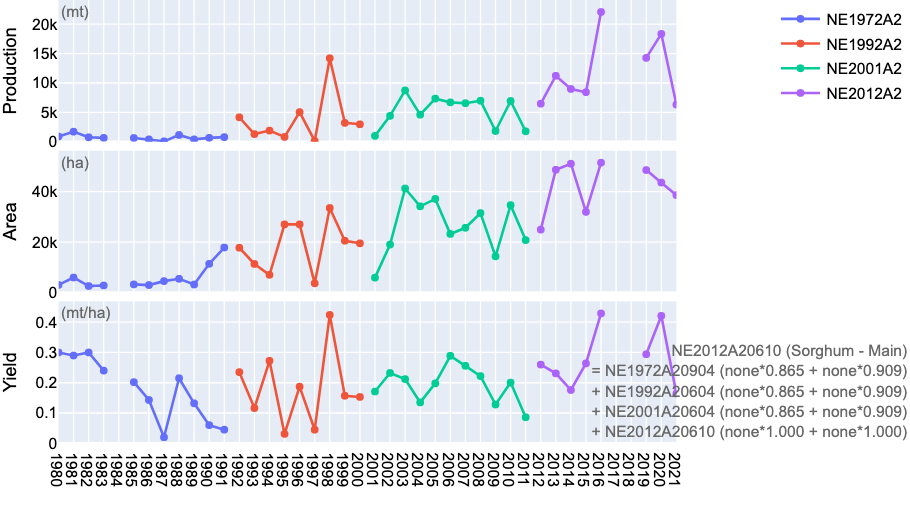 (mt)
Production
20k
15k
10k
5k
0
NE1972A2
NE1992A2
NE2001A2
NE2012A2
(ha)
Area
40k
20k
0
(mt/ha)
Yield
0.4
0.3
0.2
0.1
0
NE2012A20610 (Sorghum - Main)
= NE1972A20904 (none*0.865 + none*0.909)
+ NE1992A20604 (none*0.865 + none*0.909)
+ NE2001A20604 (none*0.865 + none*0.909)
+ NE2012A20610 (none*1.000 + none*1.000)
1980
1981
1982
1983
1984
1985
1986
1987
1988
1989
1990
1991
1992
1993
1994
1995
1996
1997
1998
1999
2000
2001
2002
2003
2004
2005
2006
2007
2008
2009
2010
2011
2012
2013
2014
2015
2016
2017
2018
2019
2020
2021